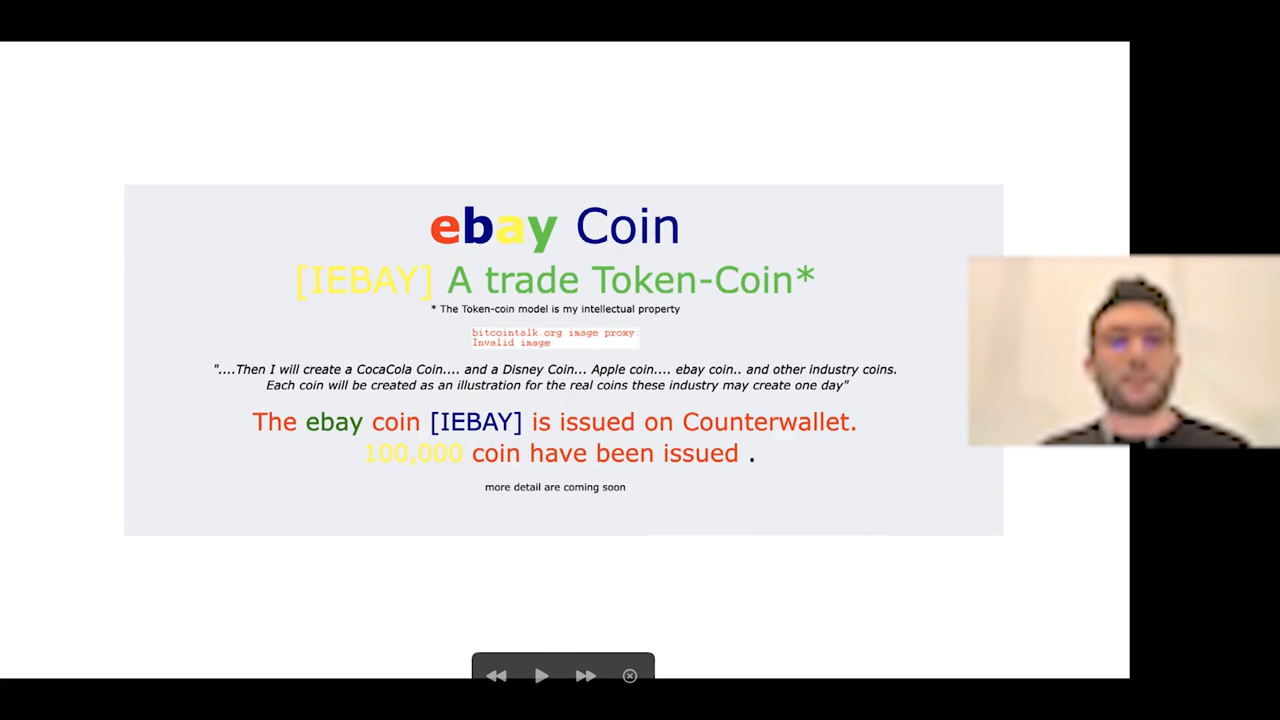 ebay Coin
[IEBAY] A trade Token-Coin*
* The Token-coin model is my intellectual property
bitcointalk.org image proxy:
Invalid image
"....Then I will create a CocaCola Coin.... and a Disney Coin... Apple coin.... ebay coin.. and other industry coins.
Each coin will be created as an illustration for the real coins these industry may create one day"
The ebay coin [IEBAY] is issued on Counterwallet.
100,000 coin have been issued .
more detail are coming soon